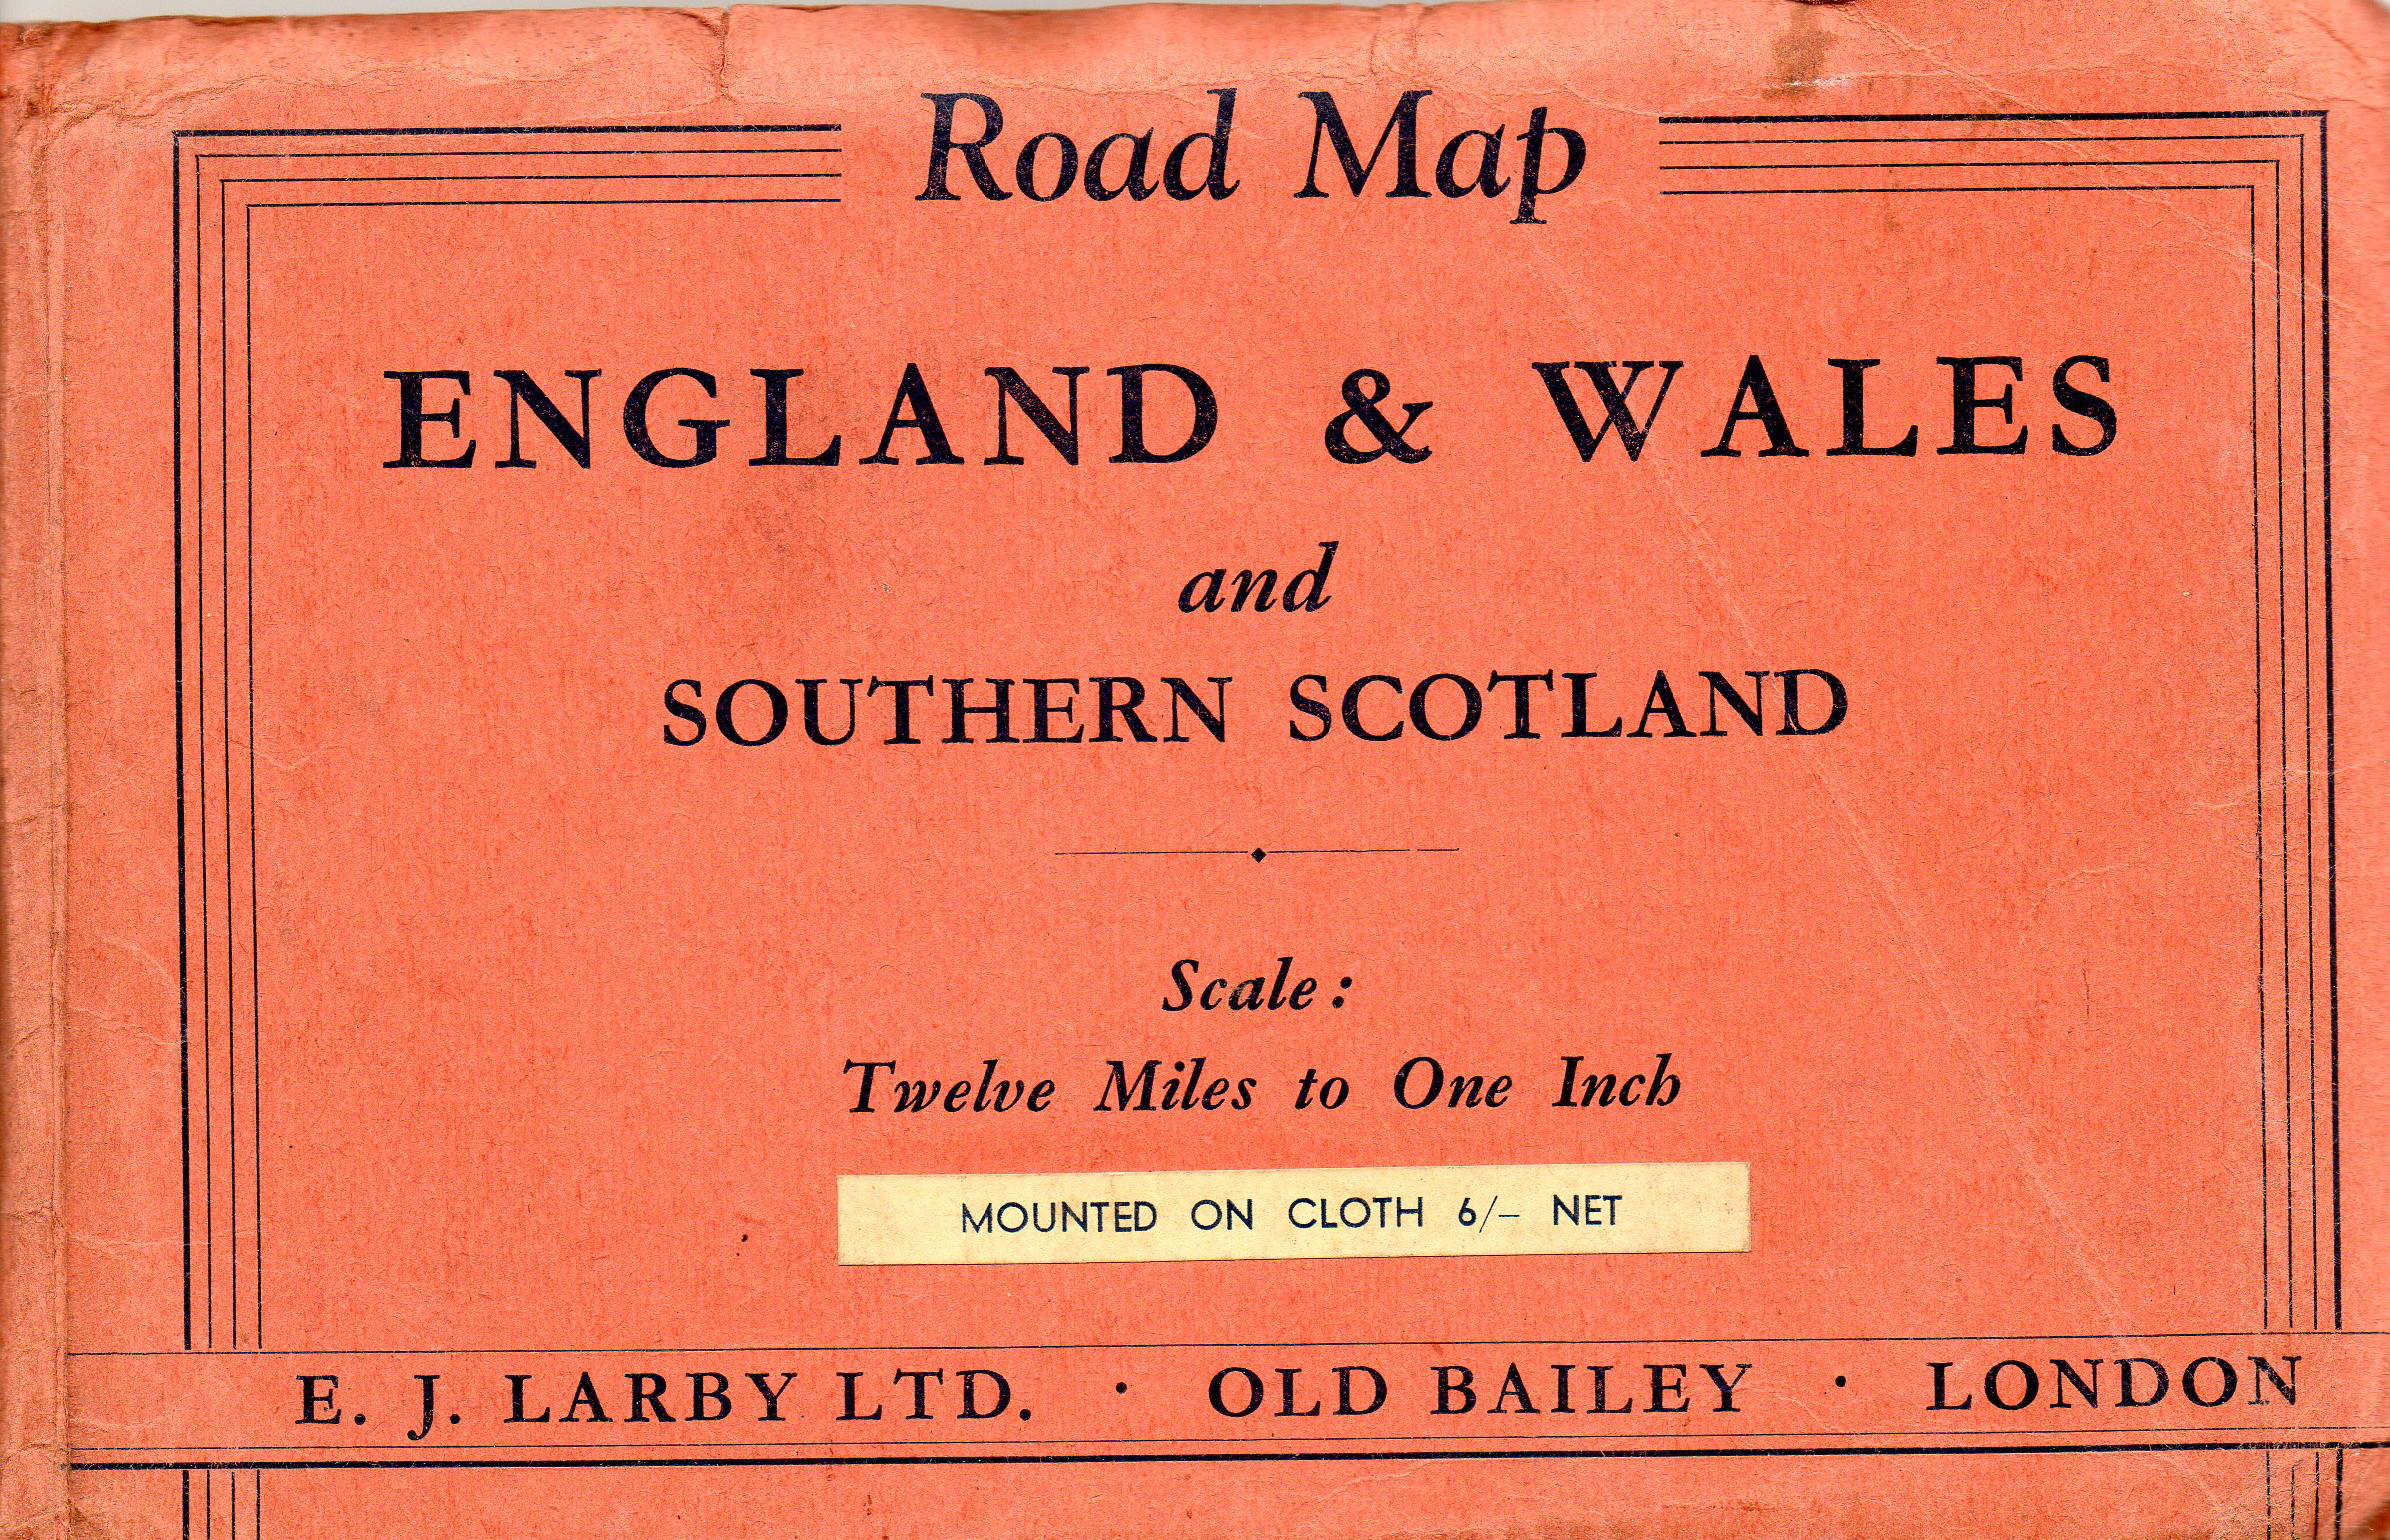 Road Map
ENGLAND & WALES
and
SOUTHERN SCOTLAND
Scale:
Twelve Miles to One Inch
MOUNTED ON CLOTH 6/– NET
E. J. LARBY LTD. · OLD BAILEY · LONDON